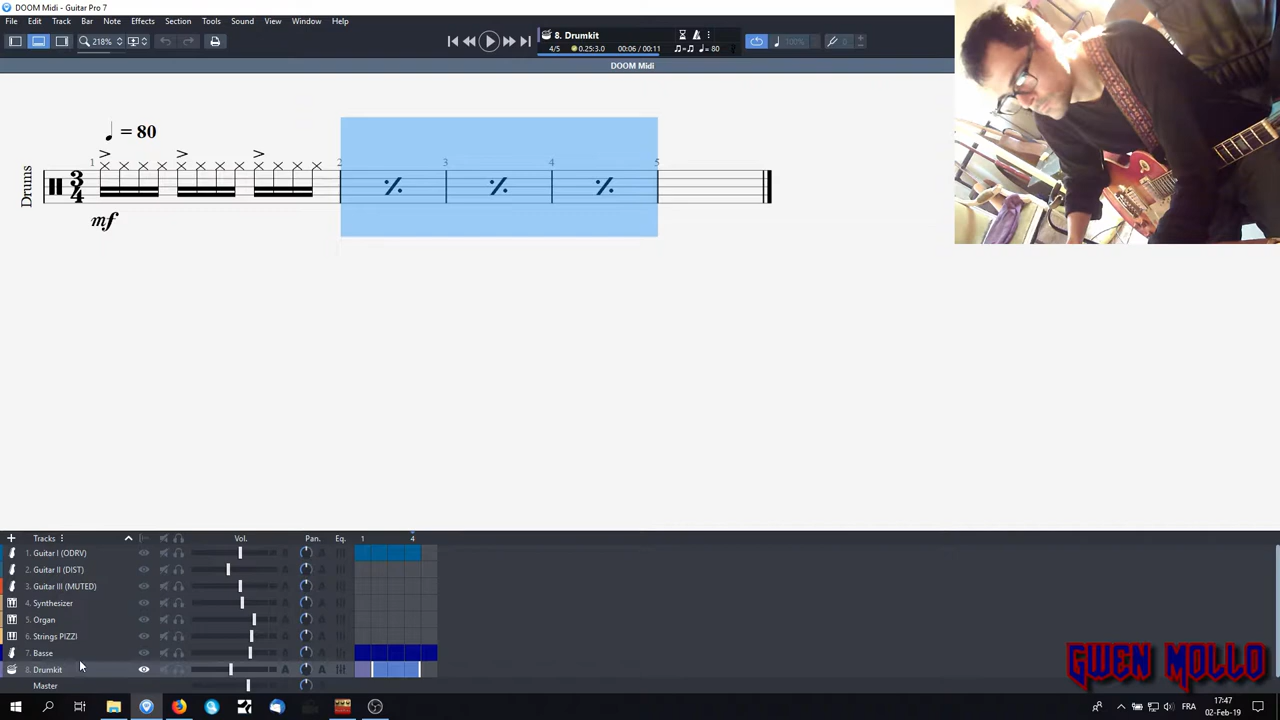 DOOM Midi - Guitar Pro 7
File Edit Track Bar Note Effects Section Tools Sound View Window Help
218%
8. Drumkit
4/5 0.25:3.0 00:06 / 00:11 ♫=♫ ♩= 80
100%
0
DOOM Midi
♩ = 80
Drums
3
4
1 2 3 4 5
mf
Tracks Vol. Pan. Eq. 1 4
1. Guitar I (ODRV)
2. Guitar II (DIST)
3. Guitar III (MUTED)
4. Synthesizer
5. Organ
6. Strings PIZZI
7. Basse
8. Drumkit
Master
GWEN MOLLO
FRA
17:47
02-Feb-19